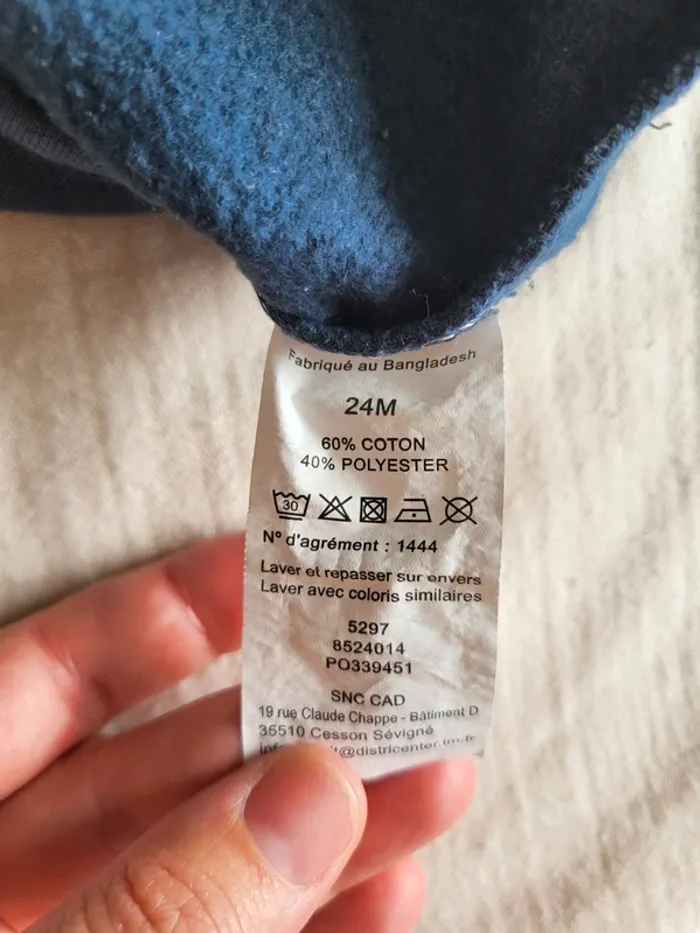 Fabriqué au Bangladesh
24M
60% COTON
40% POLYESTER
30
N° d'agrément : 1444
Laver et repasser sur envers
Laver avec coloris similaires
5297
8524014
PO339451
SNC CAD
19 rue Claude Chappe - Bâtiment D
35510 Cesson Sévigné